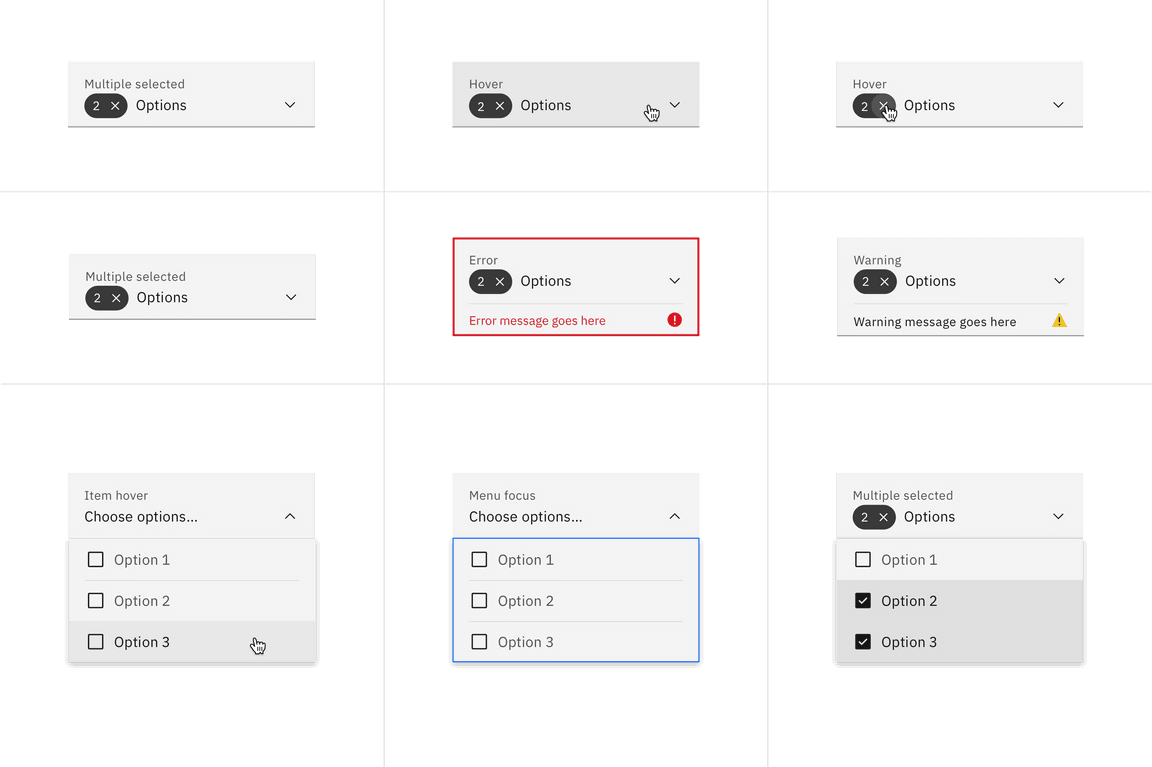 Multiple selected
2 Options
Hover
2 Options
Hover
2 Options
Multiple selected
2 Options
Error
2 Options
Error message goes here
Warning
2 Options
Warning message goes here
Item hover
Choose options...
Option 1
Option 2
Option 3
Menu focus
Choose options...
Option 1
Option 2
Option 3
Multiple selected
2 Options
Option 1
Option 2
Option 3